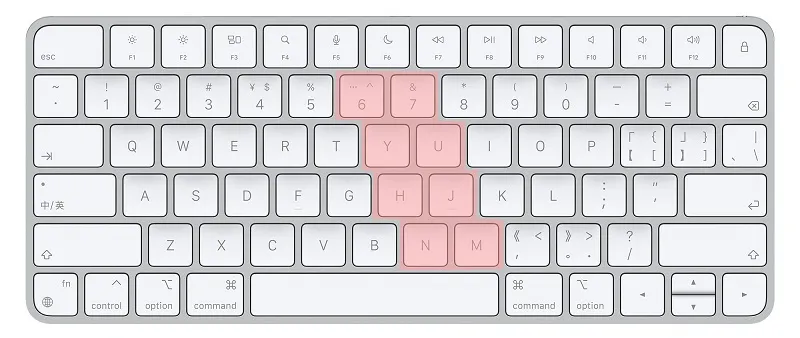 esc F1 F2 F3 F4 F5 F6 F7 F8 F9 F10 F11 F12
~ ! @ # ¥ $ % … ^ & * ( ) _ +
· 1 2 3 4 5 6 7 8 9 0 - =
Q W E R T Y U I O P 「 { 」 } |
【 [ 】 ] 、 \
A S D F G H J K L : "
中/英 ; '
Z X C V B N M 《 < 》 > ?
, 。 . /
fn ^ ⌥ ⌘ ⌘ ⌥
control option command command option